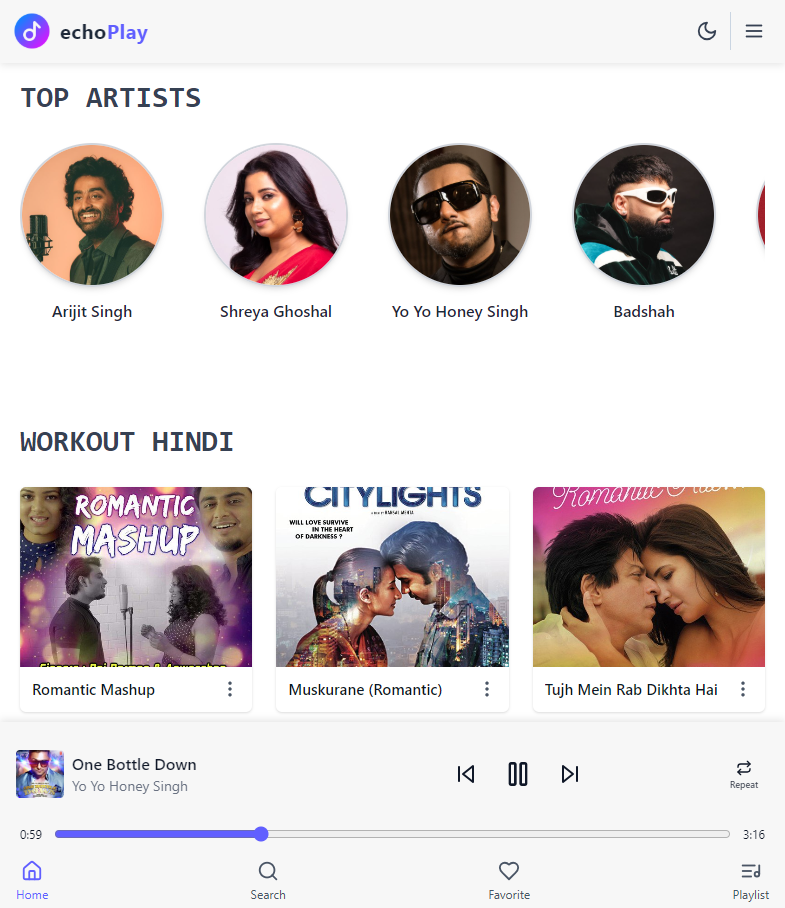 echoPlay
TOP ARTISTS
Arijit Singh
Shreya Ghoshal
Yo Yo Honey Singh
Badshah
WORKOUT HINDI
ROMANTIC
MASHUP
CITYLIGHTS
WILL LOVE SURVIVE
IN THE HEART
OF DARKNESS ?
Romantic
Romantic Mashup
Muskurane (Romantic)
Tujh Mein Rab Dikhta Hai
One Bottle Down
Yo Yo Honey Singh
Repeat
0:59
3:16
Home
Search
Favorite
Playlist